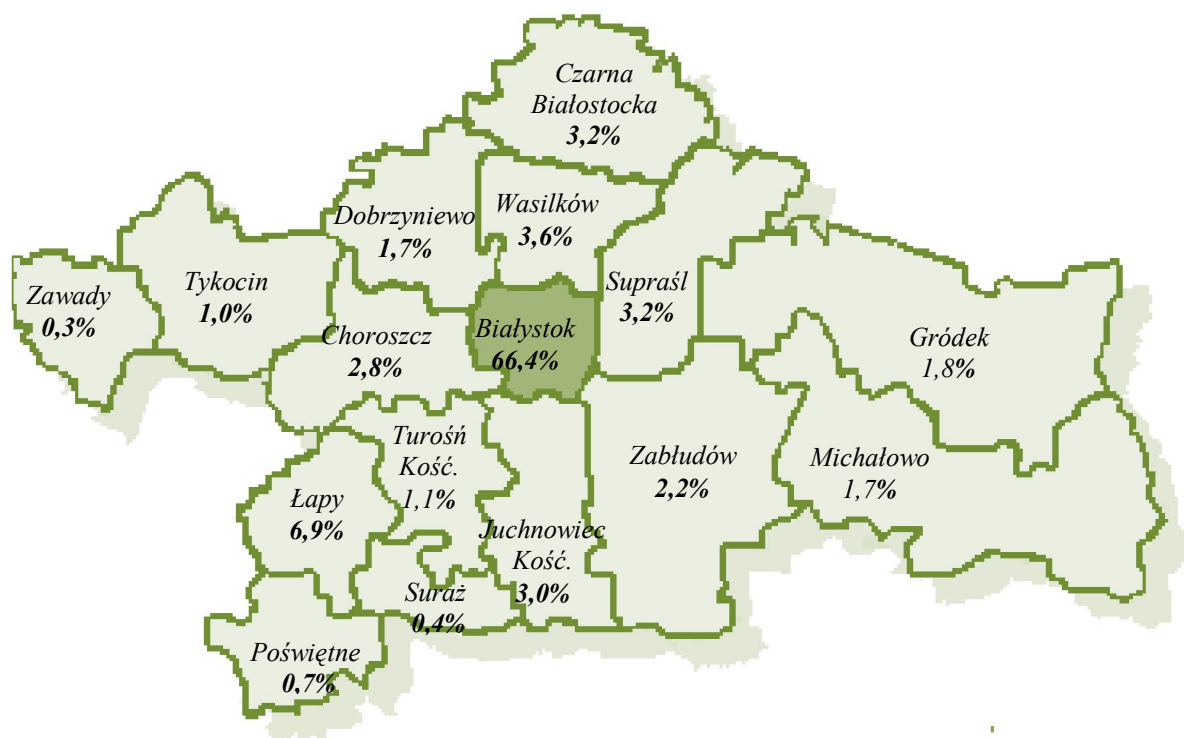 Czarna
Białostocka
3,2%
Dobrzyniewo
1,7%
Wasilków
3,6%
Zawady
0,3%
Tykocin
1,0%
Choroszcz
2,8%
Białystok
66,4%
Supraśl
3,2%
Gródek
1,8%
Turośń
Kość.
1,1%
Łapy
6,9%
Juchnowiec
Kość.
3,0%
Zabłudów
2,2%
Michałowo
1,7%
Suraż
0,4%
Poświętne
0,7%